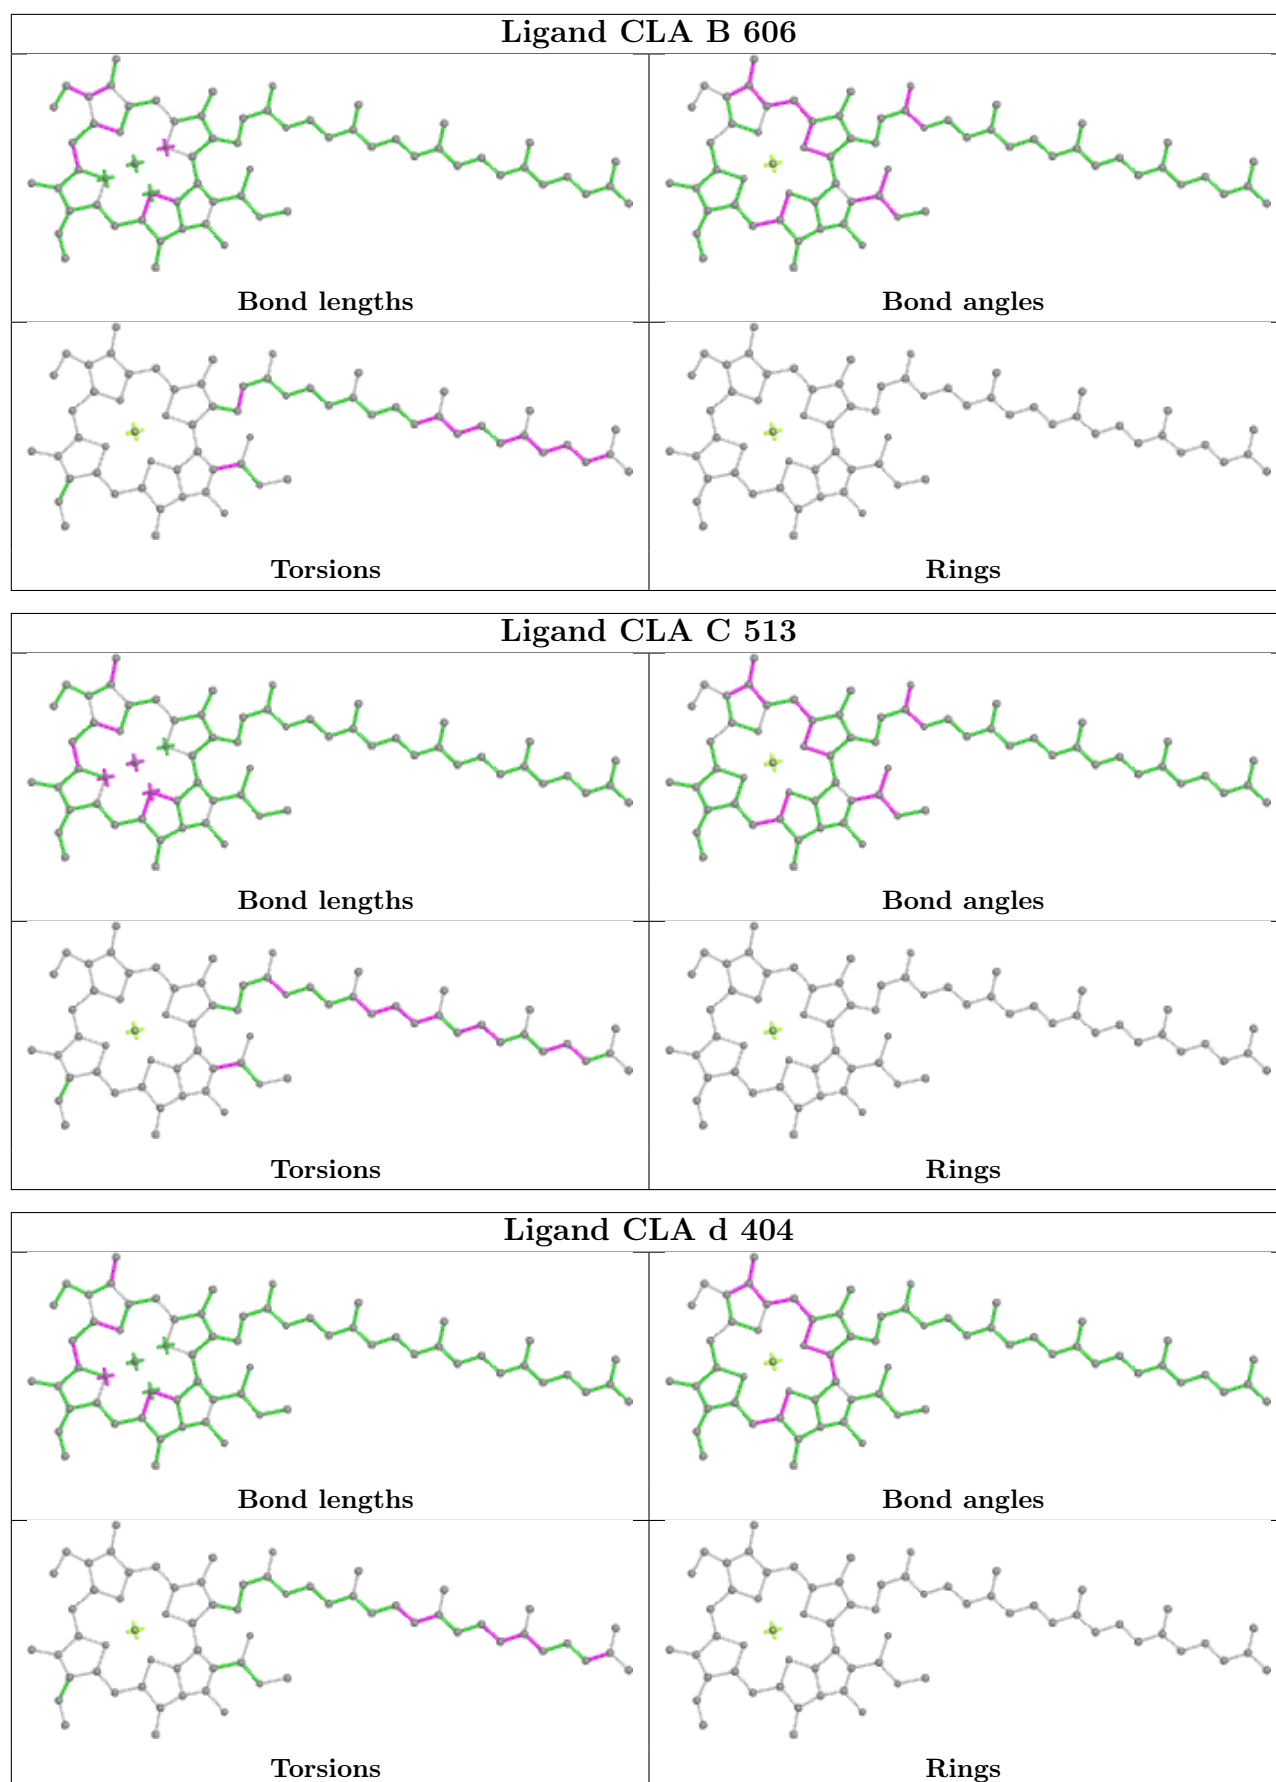 Ligand CLA B 606
Bond lengths
Bond angles
Torsions
Rings
Ligand CLA C 513
Bond lengths
Bond angles
Torsions
Rings
Ligand CLA d 404
Bond lengths
Bond angles
Torsions
Rings